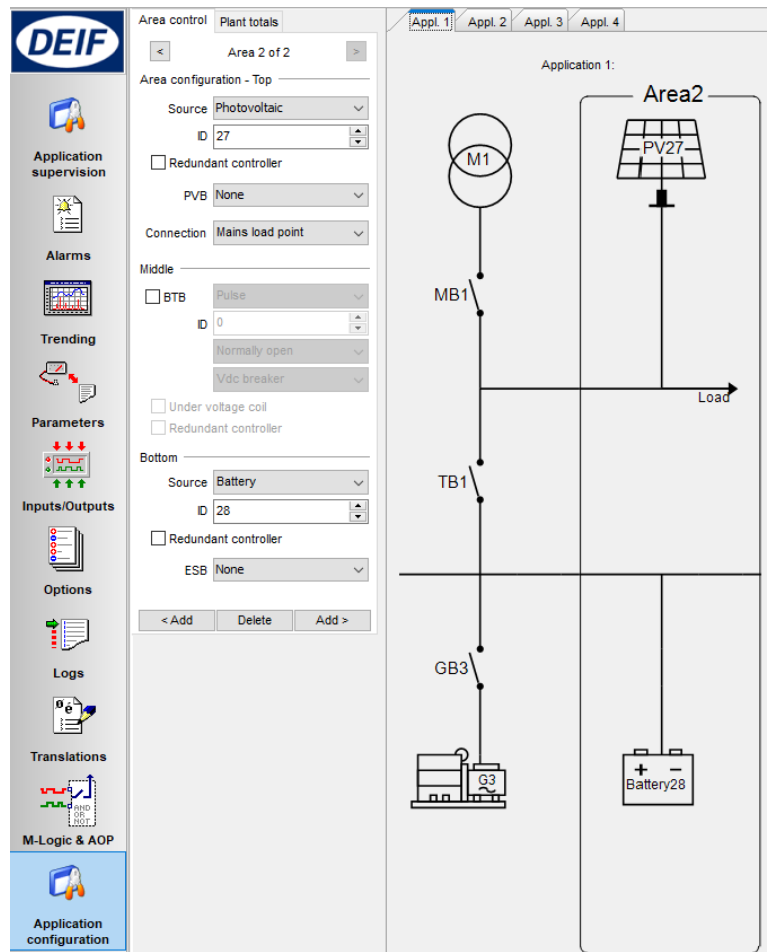 DEIF
Application
supervision
Alarms
Trending
Parameters
Inputs/Outputs
Options
Logs
Translations
AND
OR
NOT
M-Logic & AOP
Application
configuration
Area control
Plant totals
<
Area 2 of 2
>
Area configuration - Top
Source Photovoltaic
ID 27
Redundant controller
PVB None
Connection Mains load point
Middle
BTB Pulse
ID 0
Normally open
Vdc breaker
Under voltage coil
Redundant controller
Bottom
Source Battery
ID 28
Redundant controller
ESB None
< Add Delete Add >
Appl. 1 Appl. 2 Appl. 3 Appl. 4
Application 1:
Area2
M1
PV27
MB1
Load
TB1
GB3
G3
+ -
Battery28